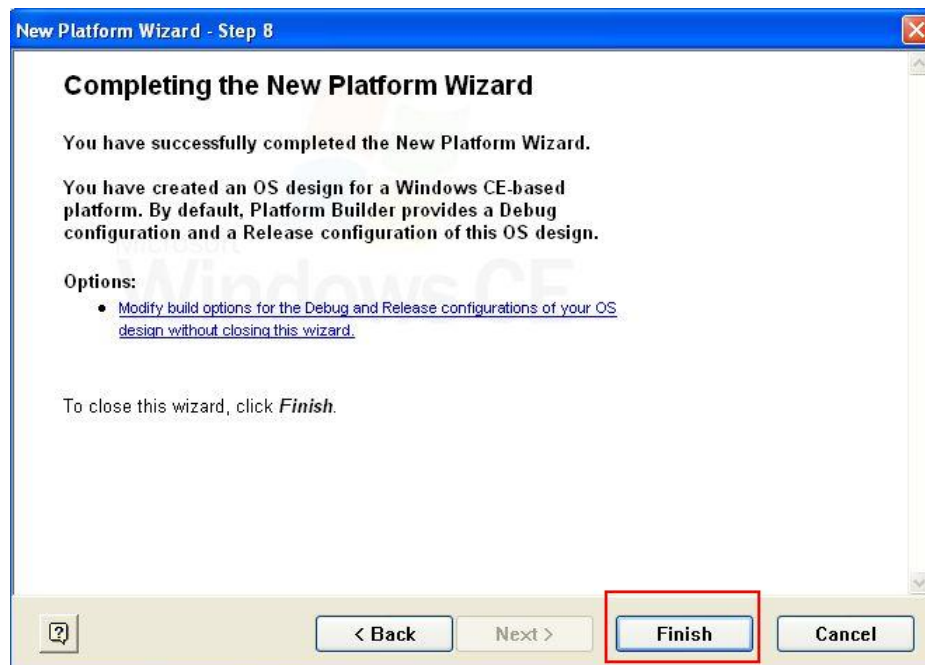 New Platform Wizard - Step 8
Completing the New Platform Wizard
You have successfully completed the New Platform Wizard.
You have created an OS design for a Windows CE-based
platform. By default, Platform Builder provides a Debug
configuration and a Release configuration of this OS design.
Microsoft
Windows CE
Options:
• Modify build options for the Debug and Release configurations of your OS
design without closing this wizard.
To close this wizard, click Finish.
< Back
Next >
Finish
Cancel